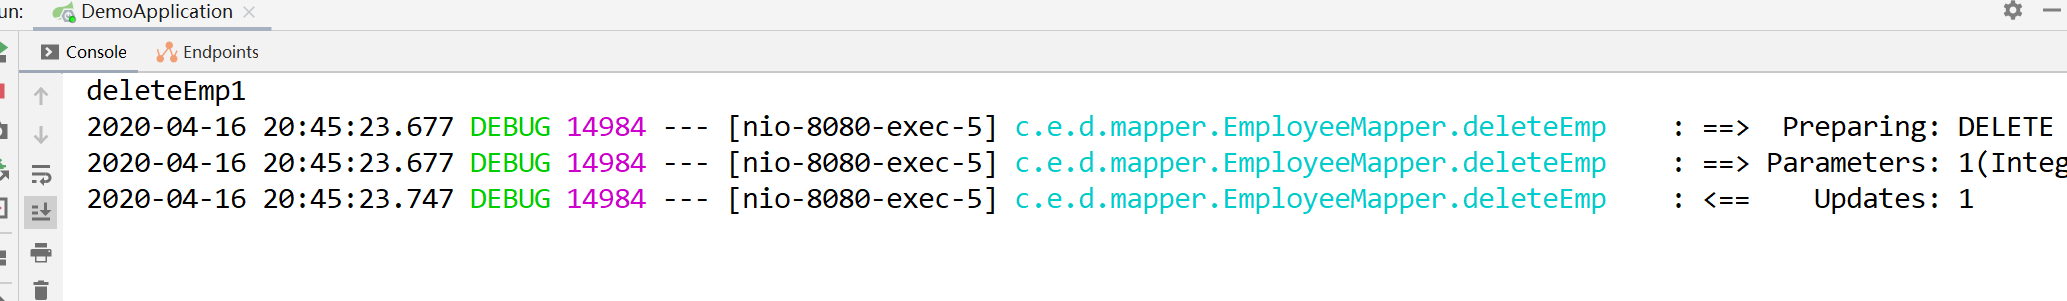 un: DemoApplication
Console Endpoints
deleteEmp1
2020-04-16 20:45:23.677 DEBUG 14984 --- [nio-8080-exec-5] c.e.d.mapper.EmployeeMapper.deleteEmp : ==> Preparing: DELETE
2020-04-16 20:45:23.677 DEBUG 14984 --- [nio-8080-exec-5] c.e.d.mapper.EmployeeMapper.deleteEmp : ==> Parameters: 1(Integ
2020-04-16 20:45:23.747 DEBUG 14984 --- [nio-8080-exec-5] c.e.d.mapper.EmployeeMapper.deleteEmp : <== Updates: 1